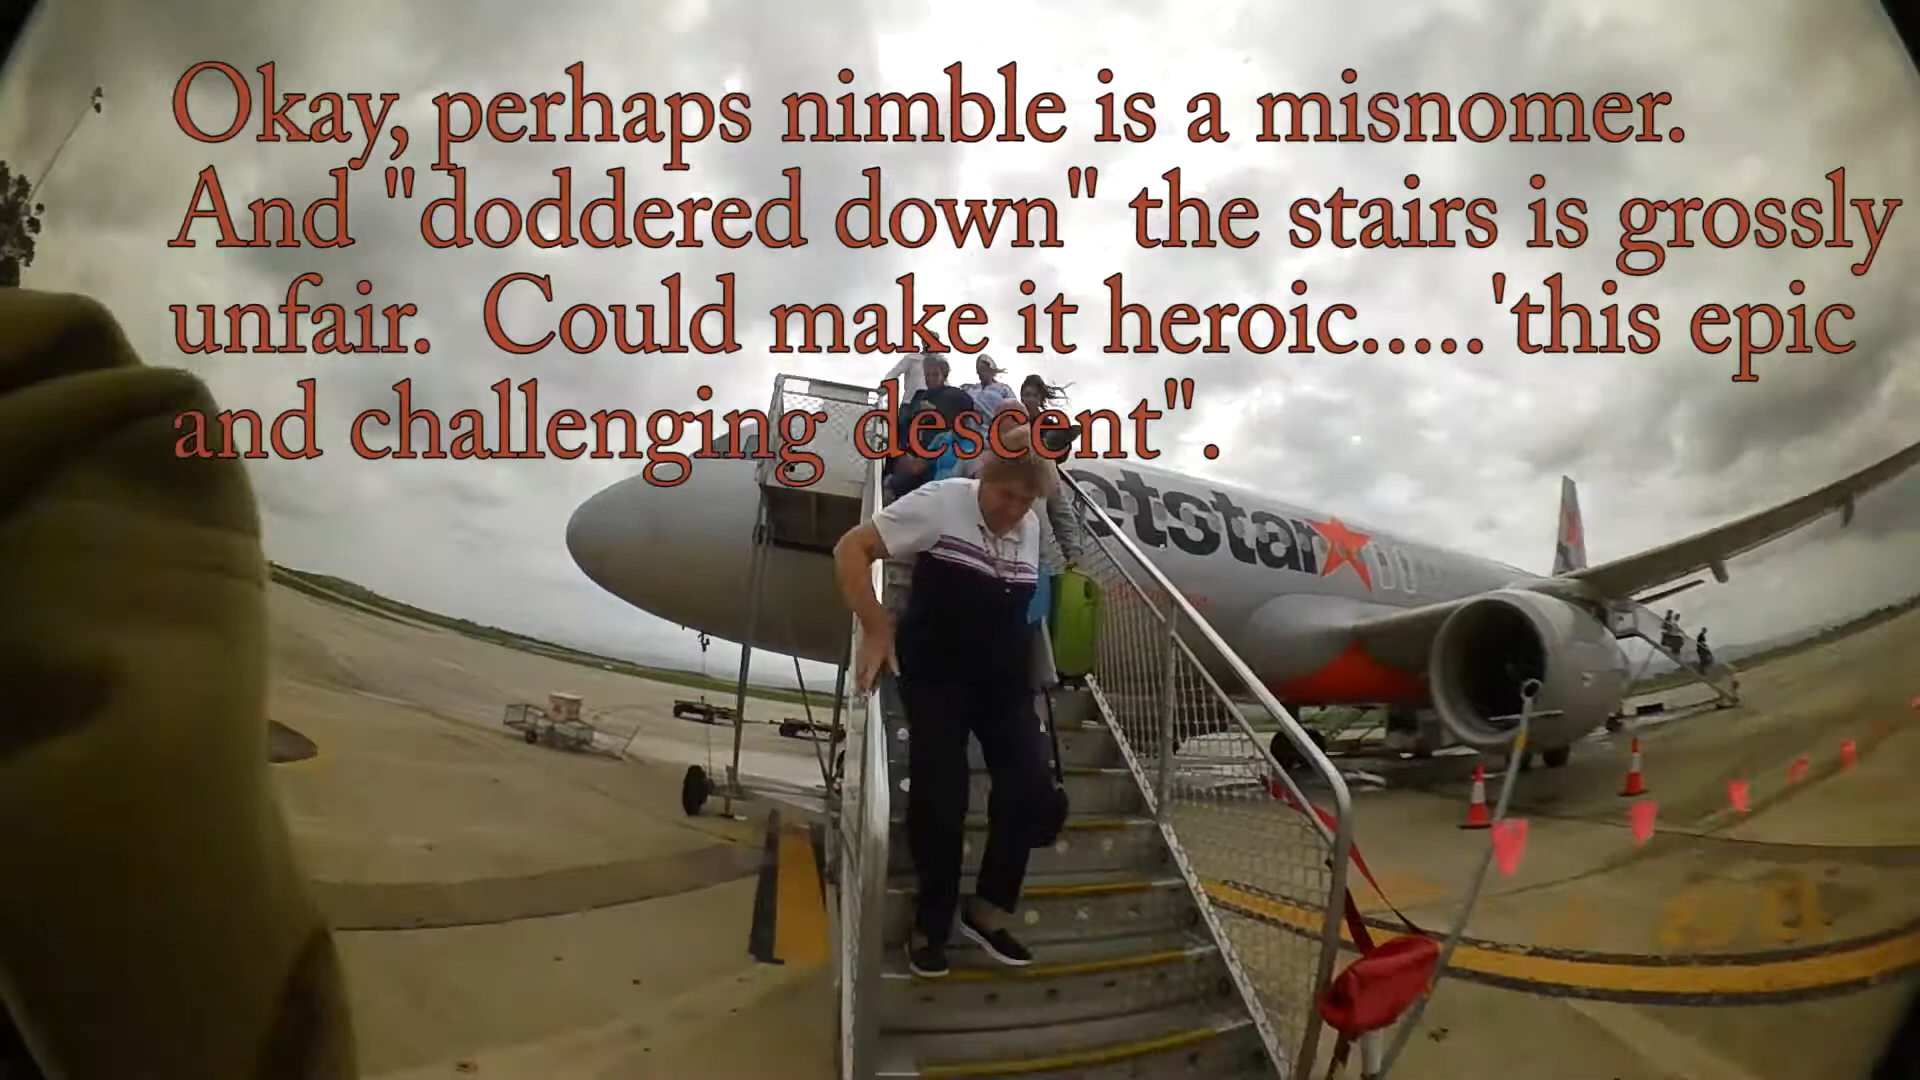 Okay, perhaps nimble is a misnomer.
And "doddered down" the stairs is grossly
unfair.  Could make it heroic.....'this epic
and challenging descent".
etstar